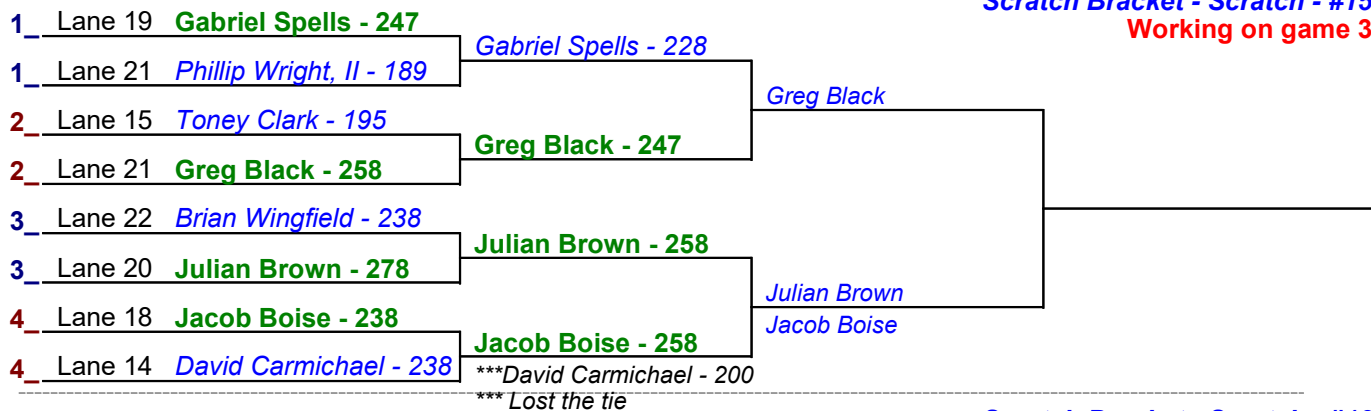 Scratch Bracket - Scratch - #15
Working on game 3
1_ Lane 19 Gabriel Spells - 247
Gabriel Spells - 228
1_ Lane 21 Phillip Wright, II - 189
Greg Black
2_ Lane 15 Toney Clark - 195
Greg Black - 247
2_ Lane 21 Greg Black - 258
3_ Lane 22 Brian Wingfield - 238
Julian Brown - 258
3_ Lane 20 Julian Brown - 278
Julian Brown
4_ Lane 18 Jacob Boise - 238
Jacob Boise
Jacob Boise - 258
4_ Lane 14 David Carmichael - 238
***David Carmichael - 200
*** Lost the tie